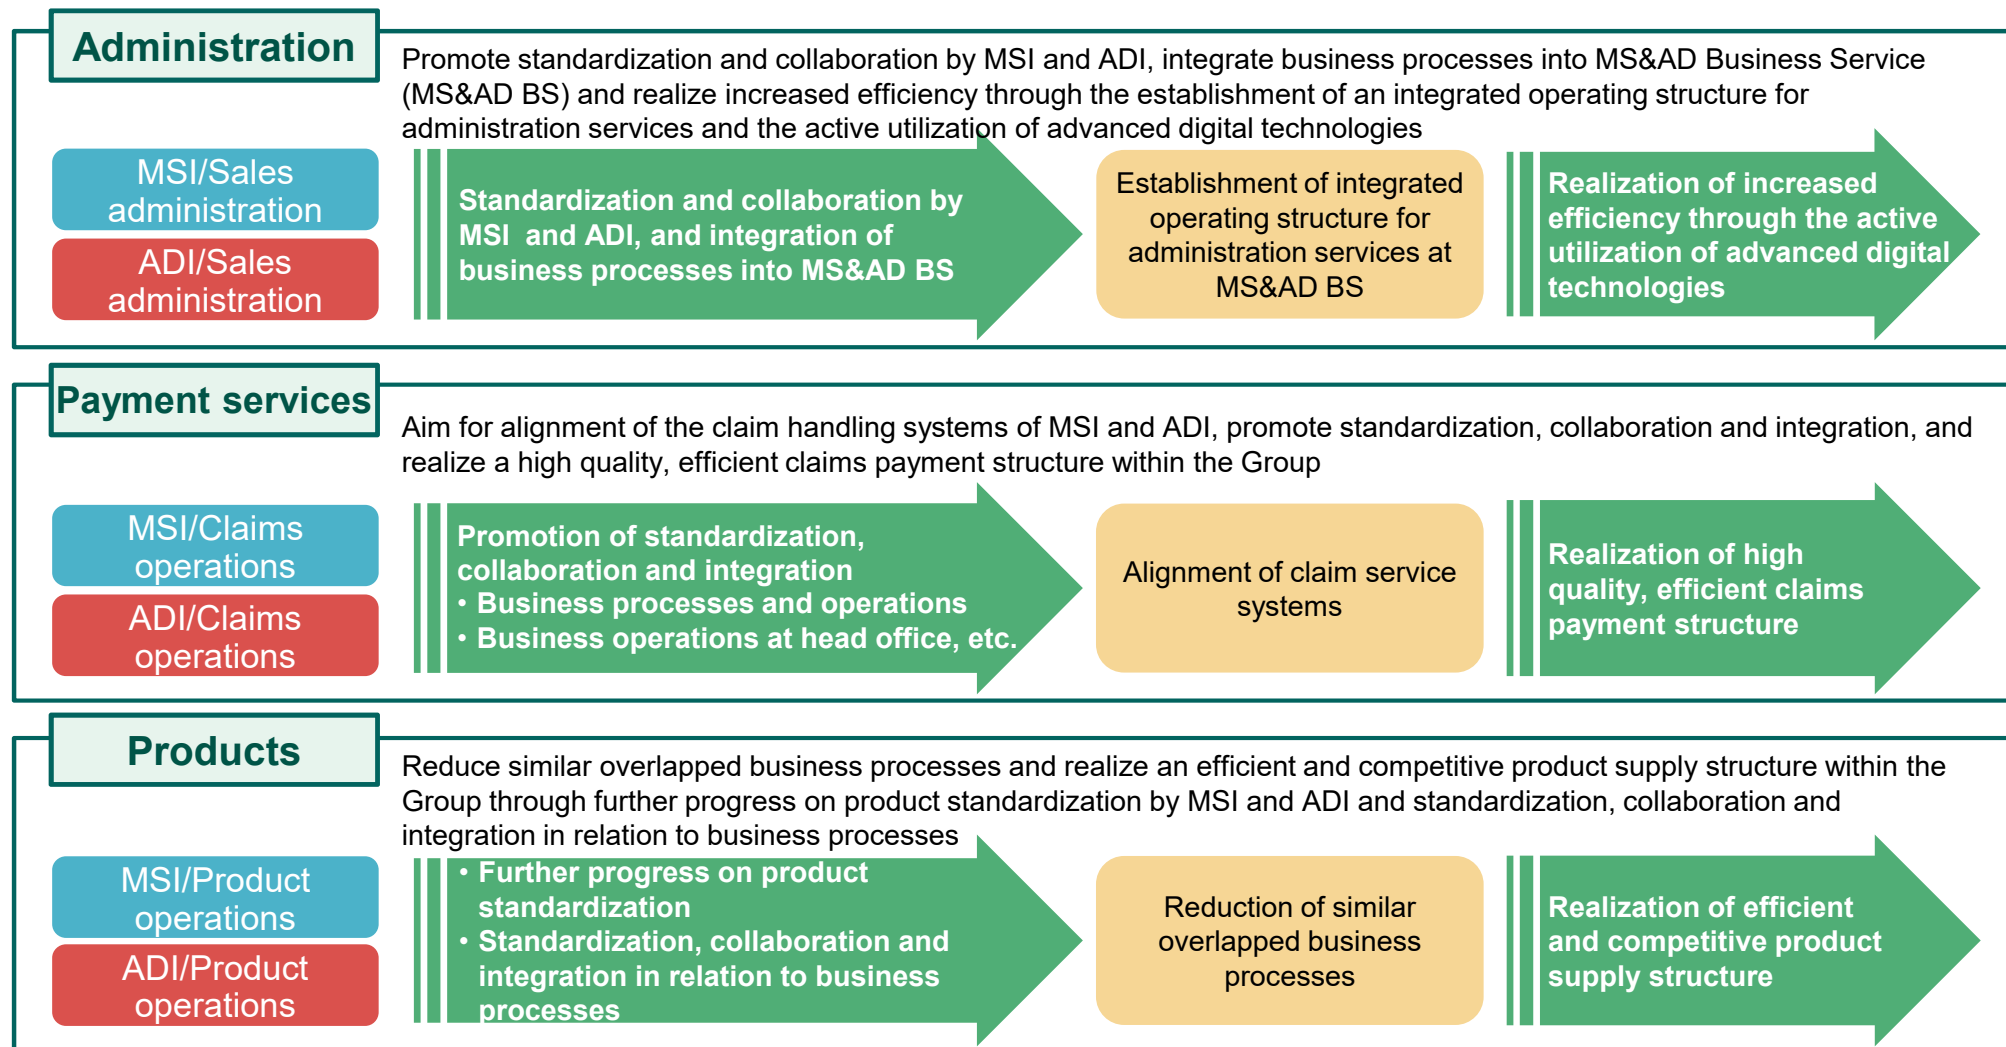 Administration
Promote standardization and collaboration by MSI and ADI, integrate business processes into MS&AD Business Service
(MS&AD BS) and realize increased efficiency through the establishment of an integrated operating structure for
administration services and the active utilization of advanced digital technologies
MSI/Sales
administration
ADI/Sales
administration
Standardization and collaboration by
MSI and ADI, and integration of
business processes into MS&AD BS
Establishment of integrated
operating structure for
administration services at
MS&AD BS
Realization of increased
efficiency through the active
utilization of advanced digital
technologies
Payment services
Aim for alignment of the claim handling systems of MSI and ADI, promote standardization, collaboration and integration, and
realize a high quality, efficient claims payment structure within the Group
MSI/Claims
operations
ADI/Claims
operations
Promotion of standardization,
collaboration and integration
・Business processes and operations
・Business operations at head office, etc.
Alignment of claim service
systems
Realization of high
quality, efficient claims
payment structure
Products
Reduce similar overlapped business processes and realize an efficient and competitive product supply structure within the
Group through further progress on product standardization by MSI and ADI and standardization, collaboration and
integration in relation to business processes
MSI/Product
operations
ADI/Product
operations
・Further progress on product
standardization
・Standardization, collaboration and
integration in relation to business
processes
Reduction of similar
overlapped business
processes
Realization of efficient
and competitive product
supply structure